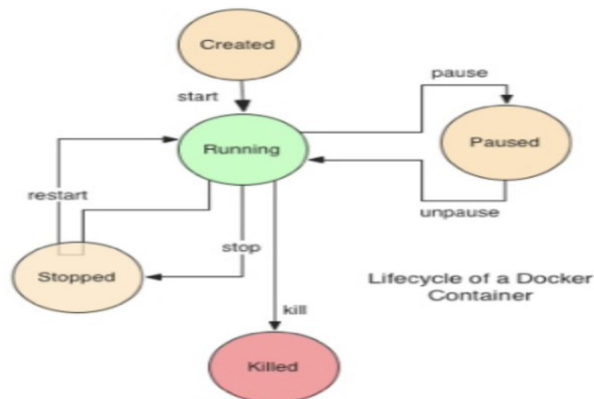 Created
start
pause
Running
Paused
restart
unpause
stop
Stopped
Lifecycle of a Docker
Container
kill
Killed